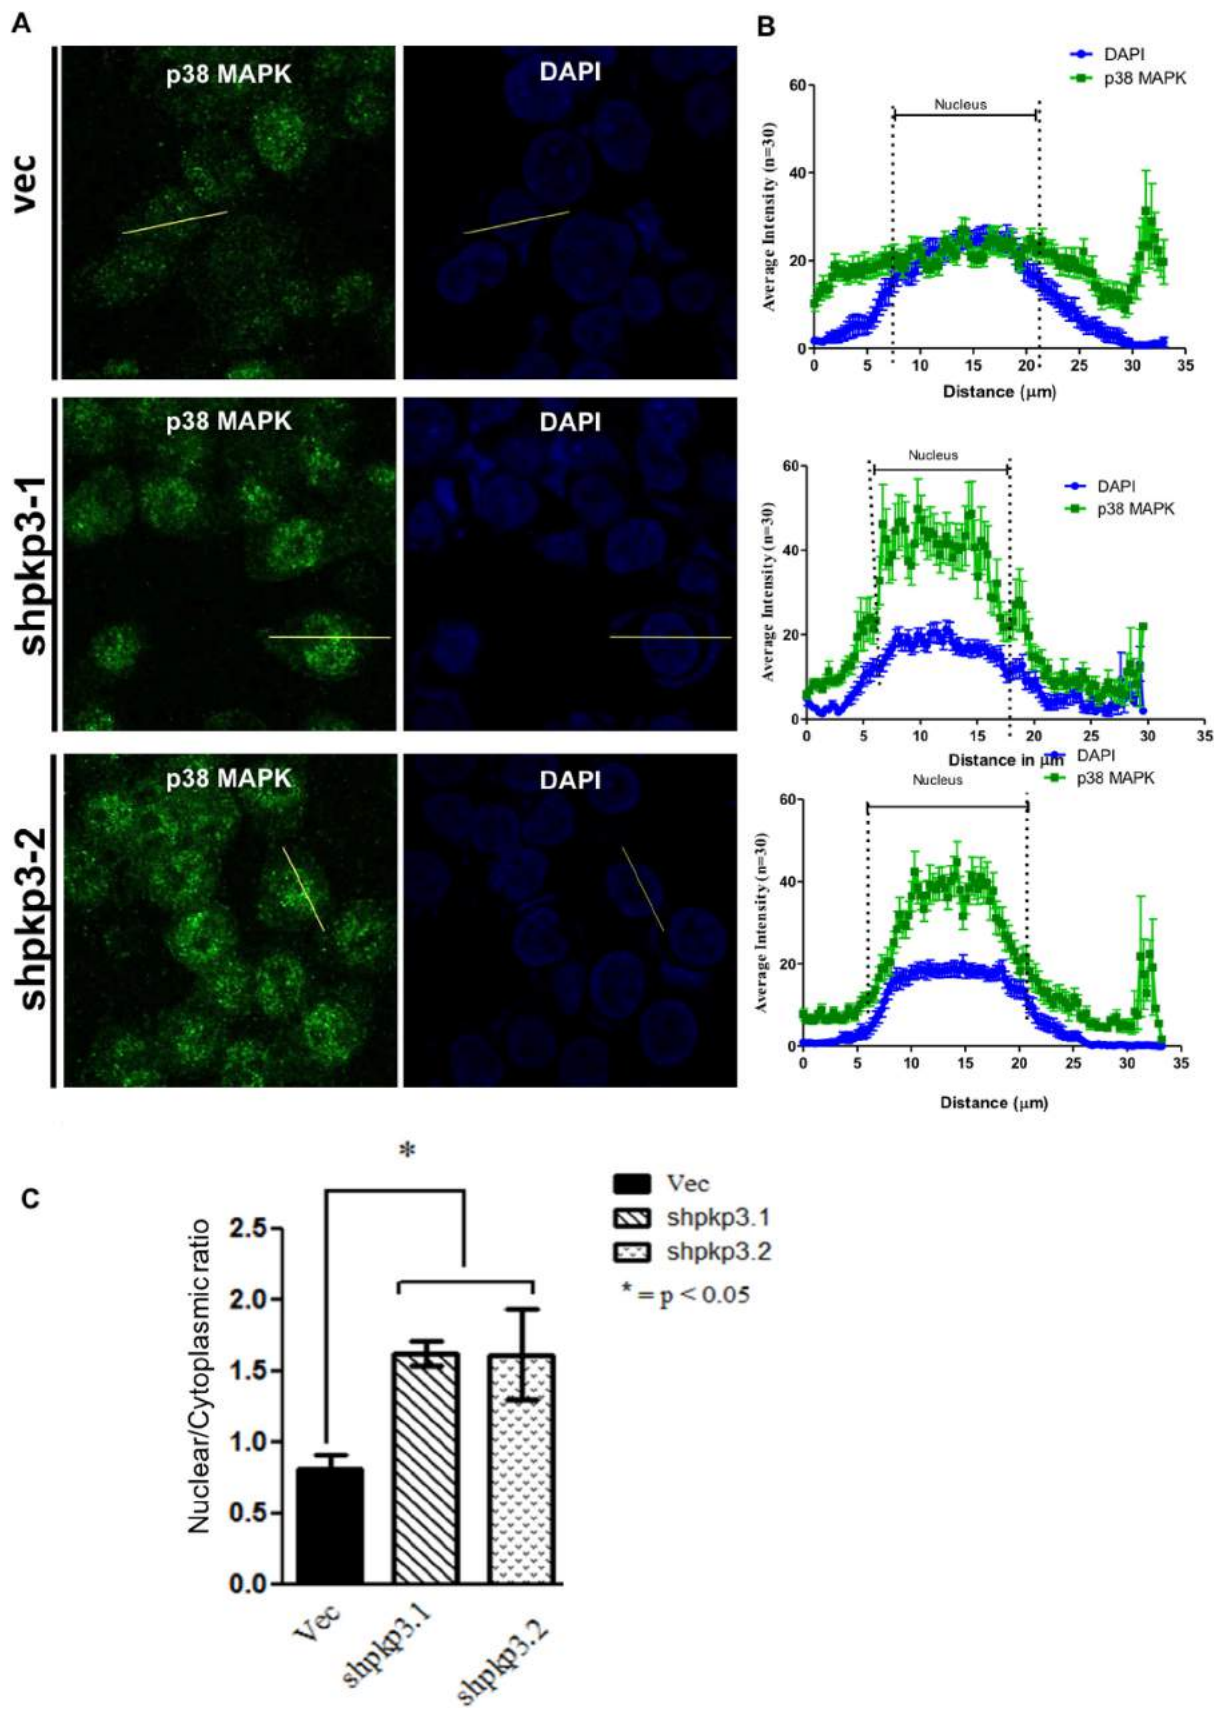 A
vec
p38 MAPK
DAPI
shpkp3-1
p38 MAPK
DAPI
shpkp3-2
p38 MAPK
DAPI
B
DAPI
p38 MAPK
Nucleus
Average Intensity (n=30)
60
40
20
0
0 5 10 15 20 25 30 35
Distance (μm)
Nucleus
DAPI
p38 MAPK
Average Intensity (n=30)
60
40
20
0
0 5 10 15 20 25 30 35
Distance in μm
DAPI
p38 MAPK
Nucleus
Average Intensity (n=30)
60
40
20
0
0 5 10 15 20 25 30 35
Distance (μm)
C
*
Nuclear/Cytoplasmic ratio
2.5
2.0
1.5
1.0
0.5
0.0
Vec
shpkp3.1
shpkp3.2
Vec
shpkp3.1
shpkp3.2
* = p < 0.05